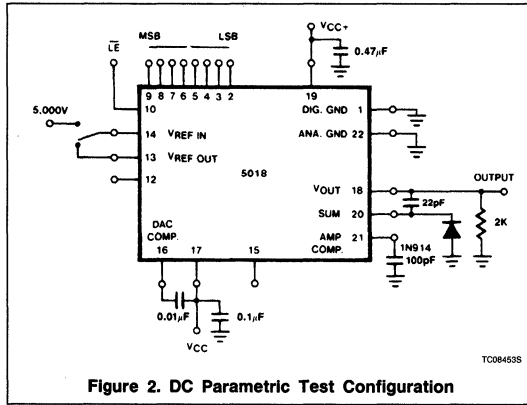 VCC+
0.47μF
LE
MSB LSB
9 8 7 6 5 4 3 2
19
10
DIG. GND 1
5.000V
14 VREF IN
ANA. GND 22
13 VREF OUT
12
5018
OUTPUT
VOUT 18
22pF
SUM 20
2K
DAC COMP.
AMP COMP. 21
1N914
100pF
16 17 15
0.01μF
0.1μF
VCC
TC08453S
Figure 2. DC Parametric Test Configuration